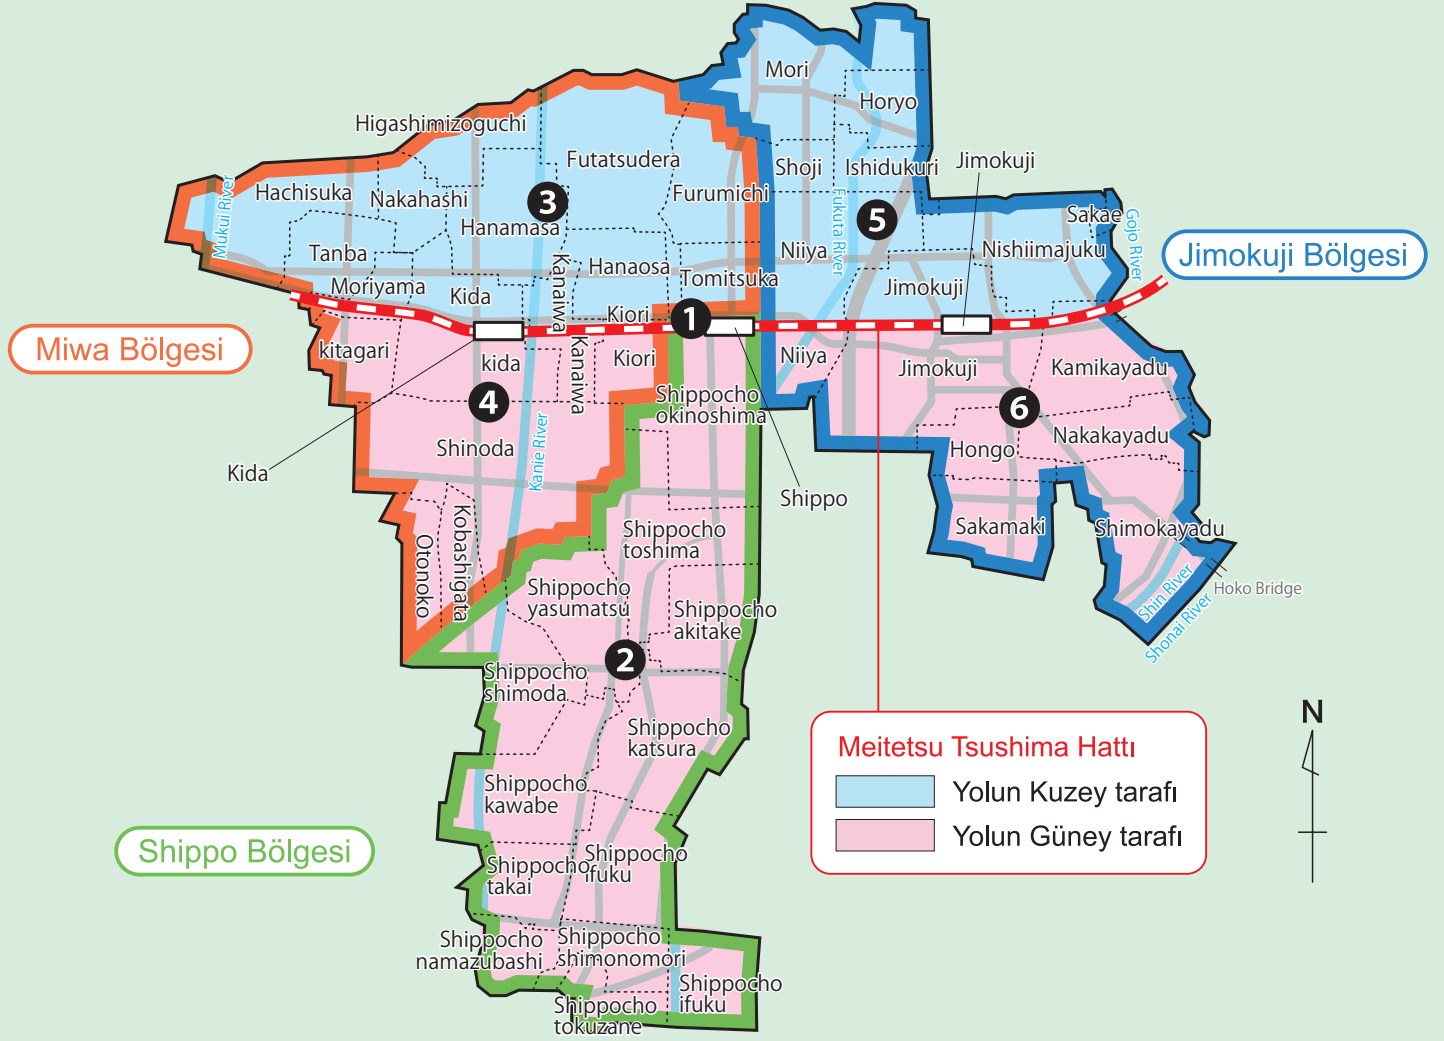 Mori
Horyo
Higashimizoguchi
Futatsudera
Shoji
Ishidukuri
Jimokuji
Hachisuka
Nakahashi
3
Furumichi
Mukui River
Hanamasa
5
Sakae
Fukuta River
Gojo River
Tanba
Niiya
Nishiimajuku
Jimokuji Bölgesi
Hanaosa
Tomitsuka
Moriyama
Kida
Kanaiwa
Jimokuji
Kiori
1
Miwa Bölgesi
kitagari
kida
Kanaiwa
Kiori
Niiya
Jimokuji
Kamikayadu
4
Shippocho
okinoshima
6
Shinoda
Kanie River
Hongo
Nakakayadu
Kida
Shippo
Otonoko
Kobashigata
Shippocho
toshima
Sakamaki
Shimokayadu
Shippocho
yasumatsu
Shippocho
akitake
Shin River
Shonai River
Hoko Bridge
2
Shippocho
shimoda
Shippocho
katsura
N
Meitetsu Tsushima Hattı
Yolun Kuzey tarafı
Yolun Güney tarafı
Shippocho
kawabe
Shippo Bölgesi
Shippocho
takai
Shippocho
ifuku
Shippocho
namazubashi
Shippocho
shimonomori
Shippocho
ifuku
Shippocho
tokuzane